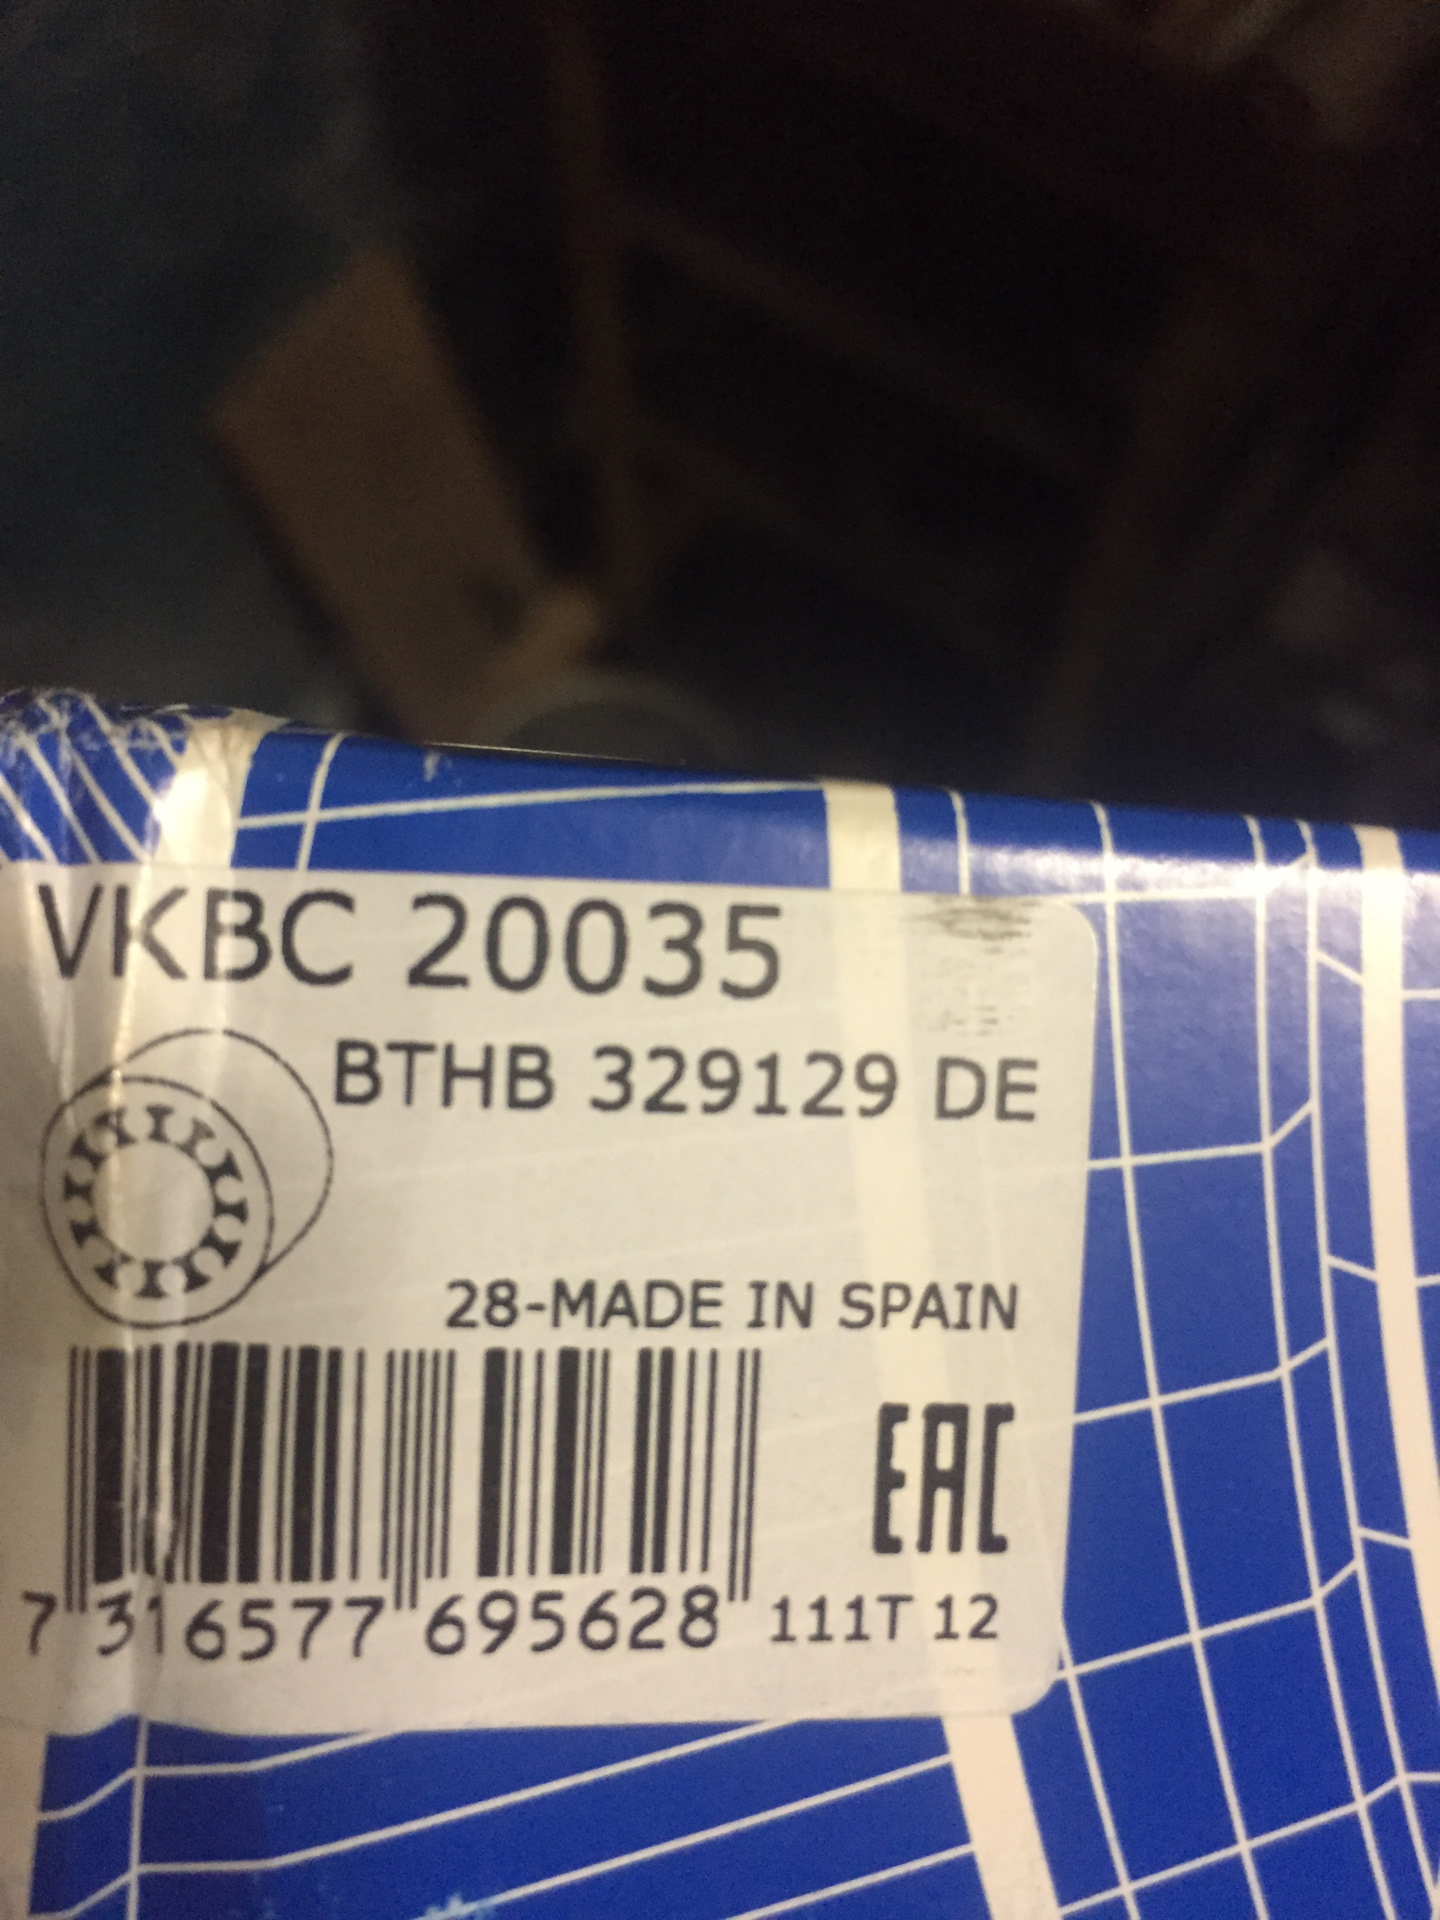 VKBC 20035
BTHB 329129 DE
28-MADE IN SPAIN
EAC
7 316577 695628 111T 12